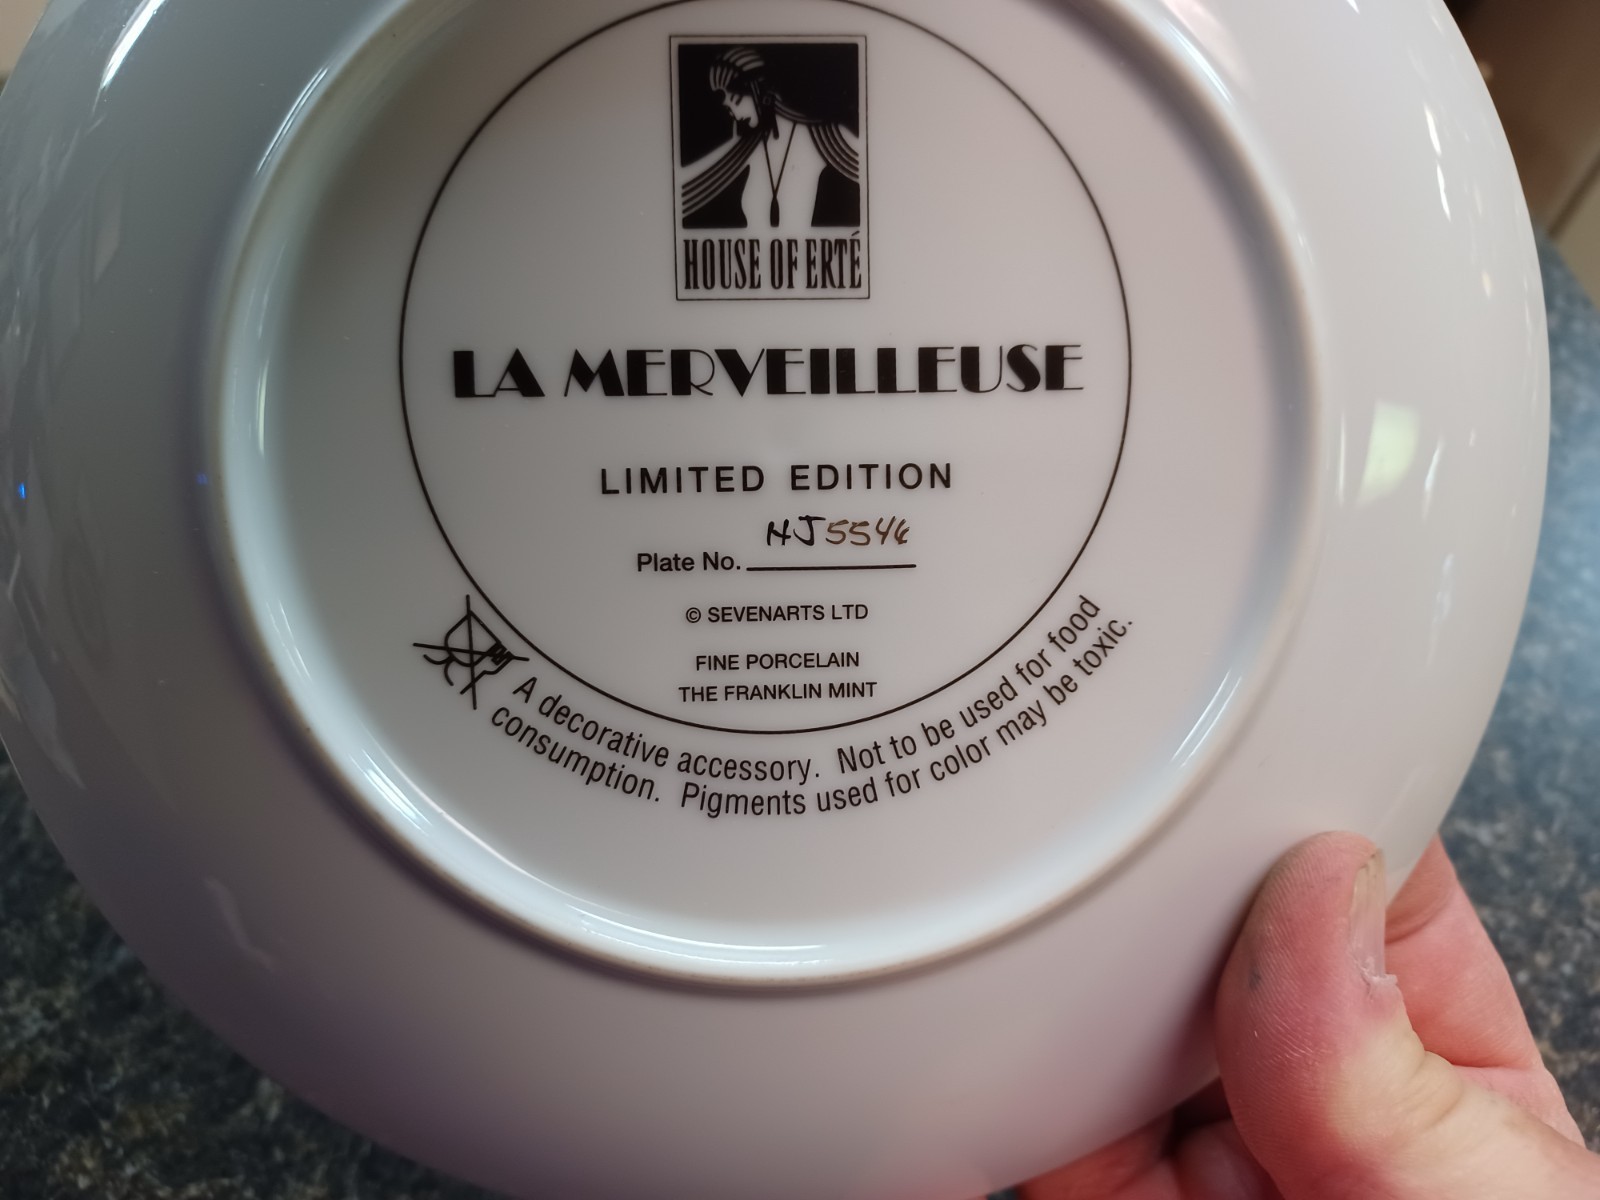 HOUSE OF ERTÉ
LA MERVEILLEUSE
LIMITED EDITION
Plate No. HJ5546
© SEVENARTS LTD
FINE PORCELAIN
THE FRANKLIN MINT
A decorative accessory. Not to be used for food
consumption. Pigments used for color may be toxic.